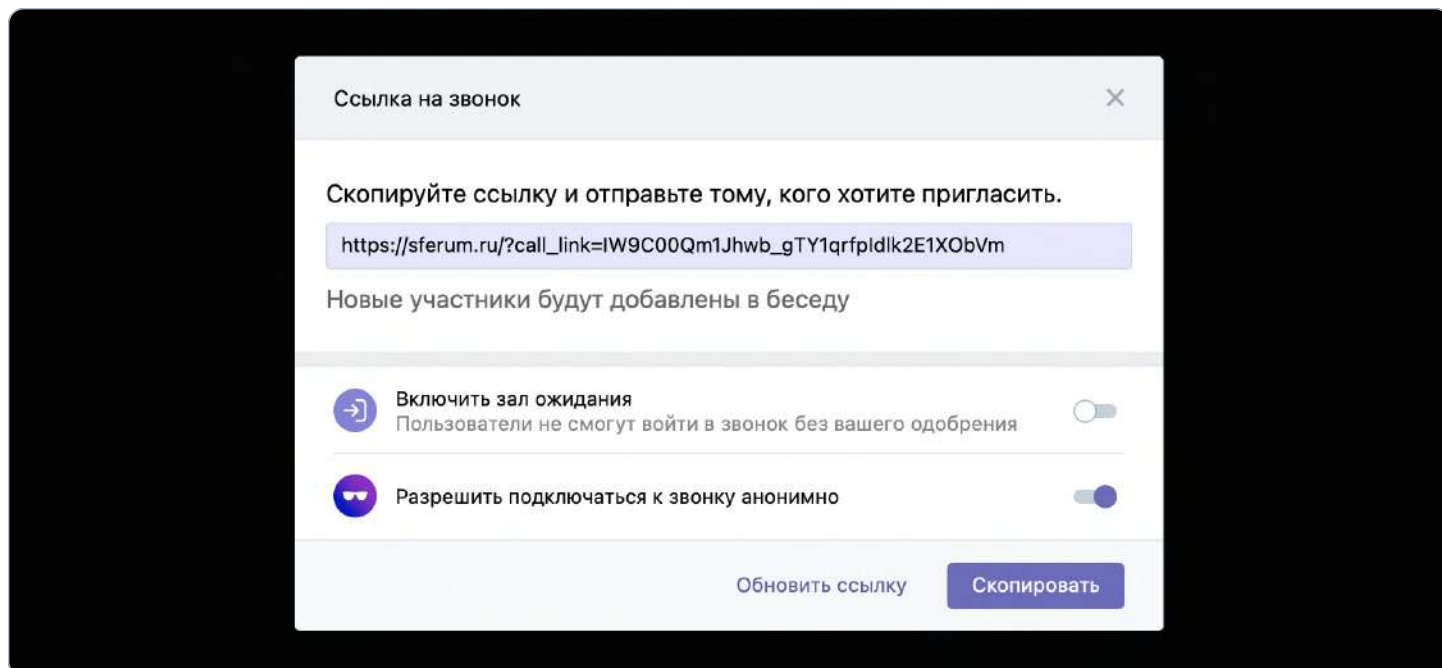 Ссылка на звонок
Скопируйте ссылку и отправьте тому, кого хотите пригласить.
https://sferum.ru/?call_link=IW9C00Qm1Jhwb_gTY1qrfpIdIk2E1XObVm
Новые участники будут добавлены в беседу
Включить зал ожидания
Пользователи не смогут войти в звонок без вашего одобрения
Разрешить подключаться к звонку анонимно
Обновить ссылку
Скопировать